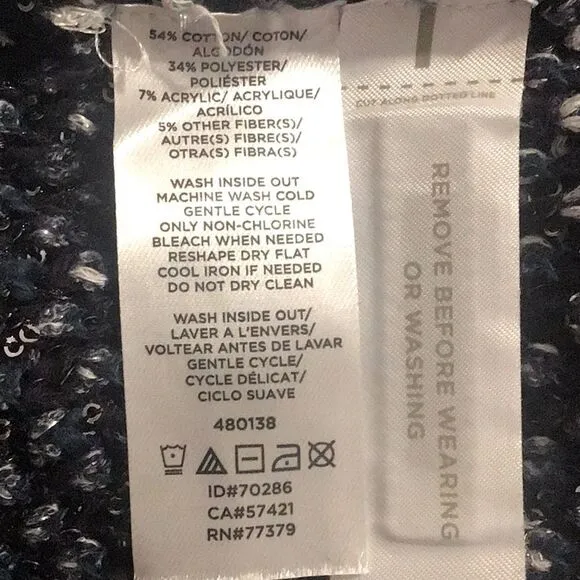 54% COTTON/ COTON/
ALGODÓN
34% POLYESTER/
POLIÉSTER
7% ACRYLIC/ ACRYLIQUE/
ACRÍLICO
5% OTHER FIBER(S)/
AUTRE(S) FIBRE(S)/
OTRA(S) FIBRA(S)
WASH INSIDE OUT
MACHINE WASH COLD
GENTLE CYCLE
ONLY NON-CHLORINE
BLEACH WHEN NEEDED
RESHAPE DRY FLAT
COOL IRON IF NEEDED
DO NOT DRY CLEAN
WASH INSIDE OUT/
LAVER A L'ENVERS/
VOLTEAR ANTES DE LAVAR
GENTLE CYCLE/
CYCLE DÉLICAT/
CICLO SUAVE
480138
ID#70286
CA#57421
RN#77379
CUT ALONG DOTTED LINE
REMOVE BEFORE WEARING
OR WASHING